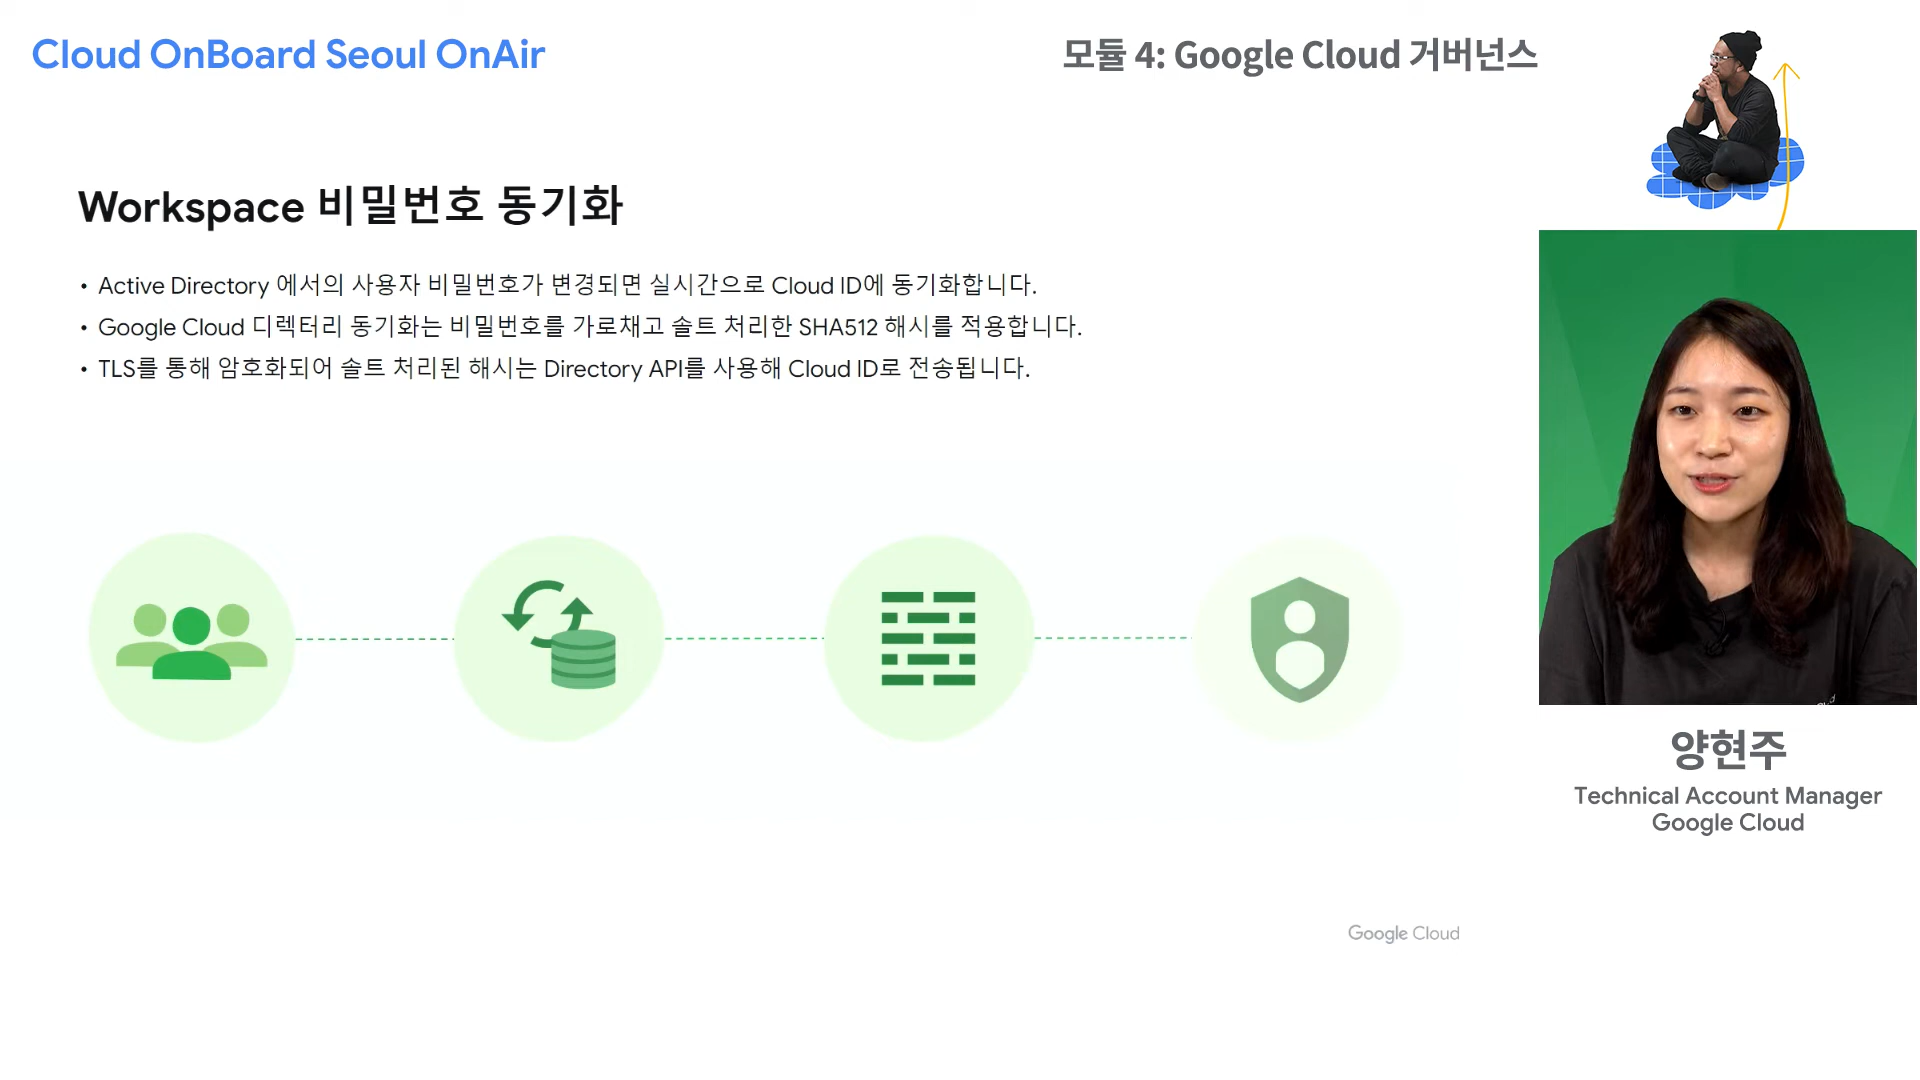 Cloud OnBoard Seoul OnAir
모듈 4: Google Cloud 거버넌스
Workspace 비밀번호 동기화
• Active Directory 에서의 사용자 비밀번호가 변경되면 실시간으로 Cloud ID에 동기화합니다.
• Google Cloud 디렉터리 동기화는 비밀번호를 가로채고 솔트 처리한 SHA512 해시를 적용합니다.
• TLS를 통해 암호화되어 솔트 처리된 해시는 Directory API를 사용해 Cloud ID로 전송됩니다.
양현주
Technical Account Manager
Google Cloud
Google Cloud